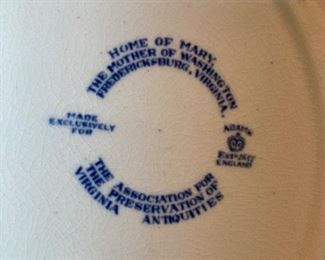 HOME OF MARY,
THE MOTHER OF WASHINGTON
FREDERICKSBURG, VIRGINIA.
MADE
EXCLUSIVELY
FOR
ADAMS
ESTD 1657
ENGLAND
THE ASSOCIATION FOR
THE PRESERVATION OF
VIRGINIA ANTIQUITIES